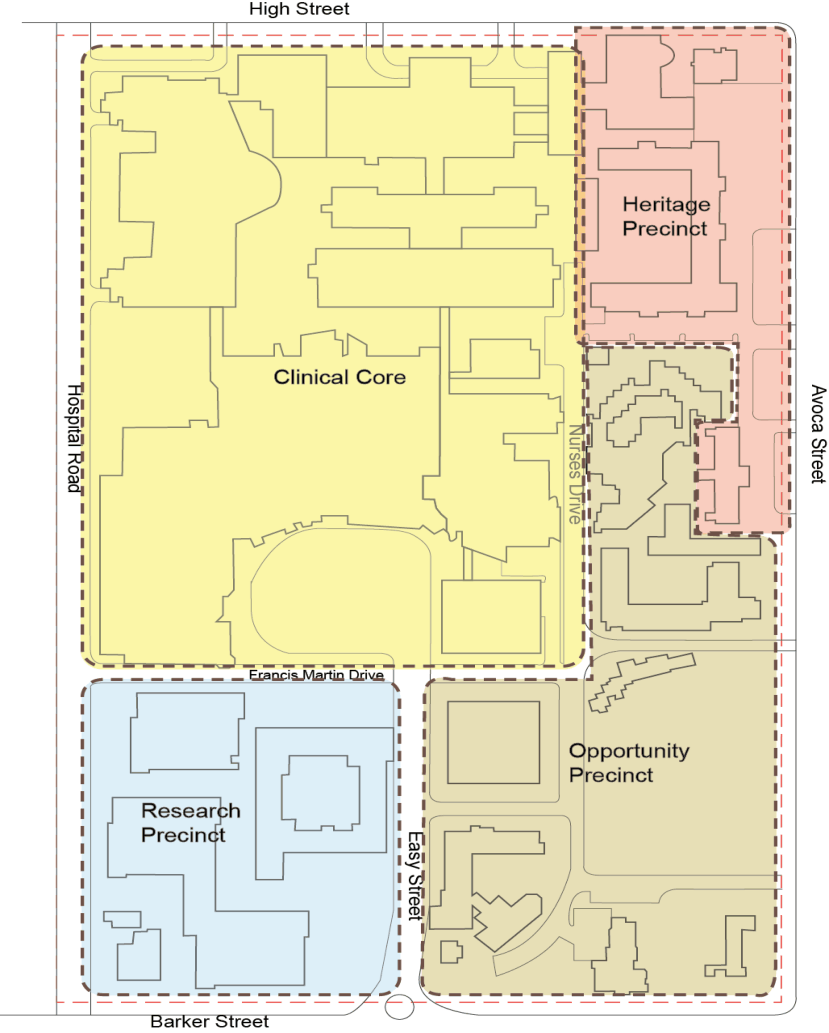 High Street
Heritage
Precinct
Clinical Core
Hospital Road
Nurses Drive
Avoca Street
Francis Martin Drive
Opportunity
Precinct
Research
Precinct
Easy Street
Barker Street